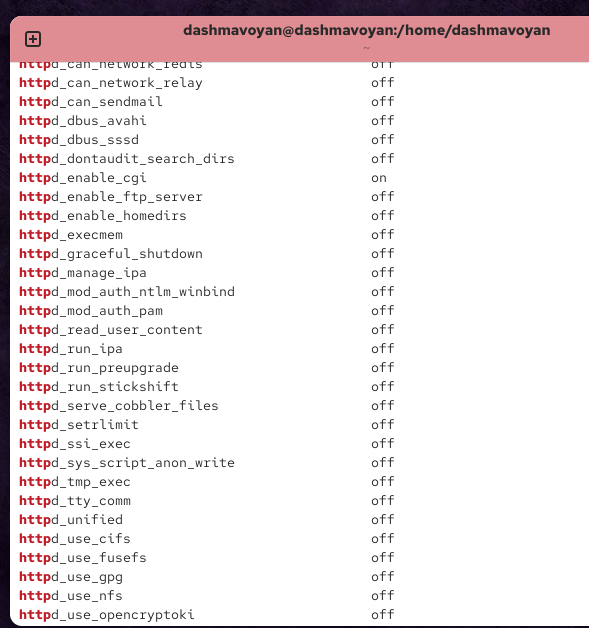 dashmavoyan@dashmavoyan:/home/dashmavoyan
~
httpd_can_network_redis off
httpd_can_network_relay off
httpd_can_sendmail off
httpd_dbus_avahi off
httpd_dbus_sssd off
httpd_dontaudit_search_dirs off
httpd_enable_cgi on
httpd_enable_ftp_server off
httpd_enable_homedirs off
httpd_execmem off
httpd_graceful_shutdown off
httpd_manage_ipa off
httpd_mod_auth_ntlm_winbind off
httpd_mod_auth_pam off
httpd_read_user_content off
httpd_run_ipa off
httpd_run_preupgrade off
httpd_run_stickshift off
httpd_serve_cobbler_files off
httpd_setrlimit off
httpd_ssi_exec off
httpd_sys_script_anon_write off
httpd_tmp_exec off
httpd_tty_comm off
httpd_unified off
httpd_use_cifs off
httpd_use_fusefs off
httpd_use_gpg off
httpd_use_nfs off
httpd_use_opencryptoki off